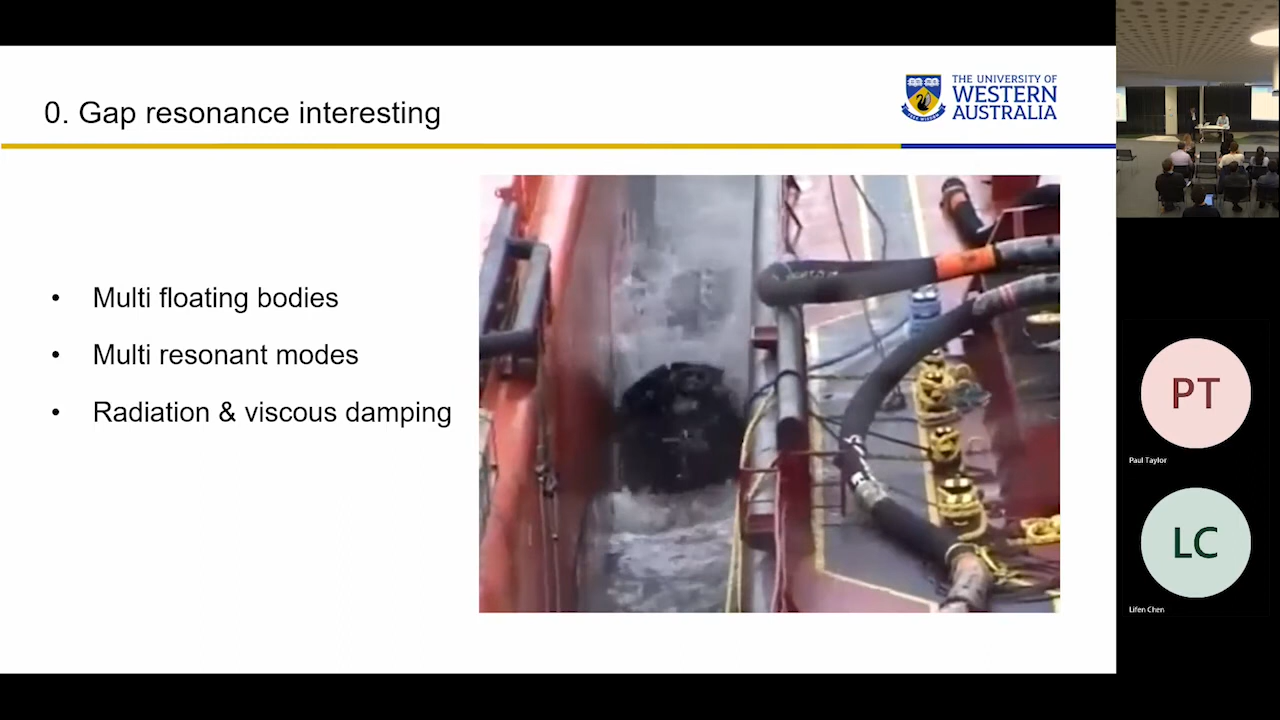 0. Gap resonance interesting
THE UNIVERSITY OF
WESTERN
AUSTRALIA
• Multi floating bodies
• Multi resonant modes
• Radiation & viscous damping
PT
Paul Taylor
LC
Lifen Chen